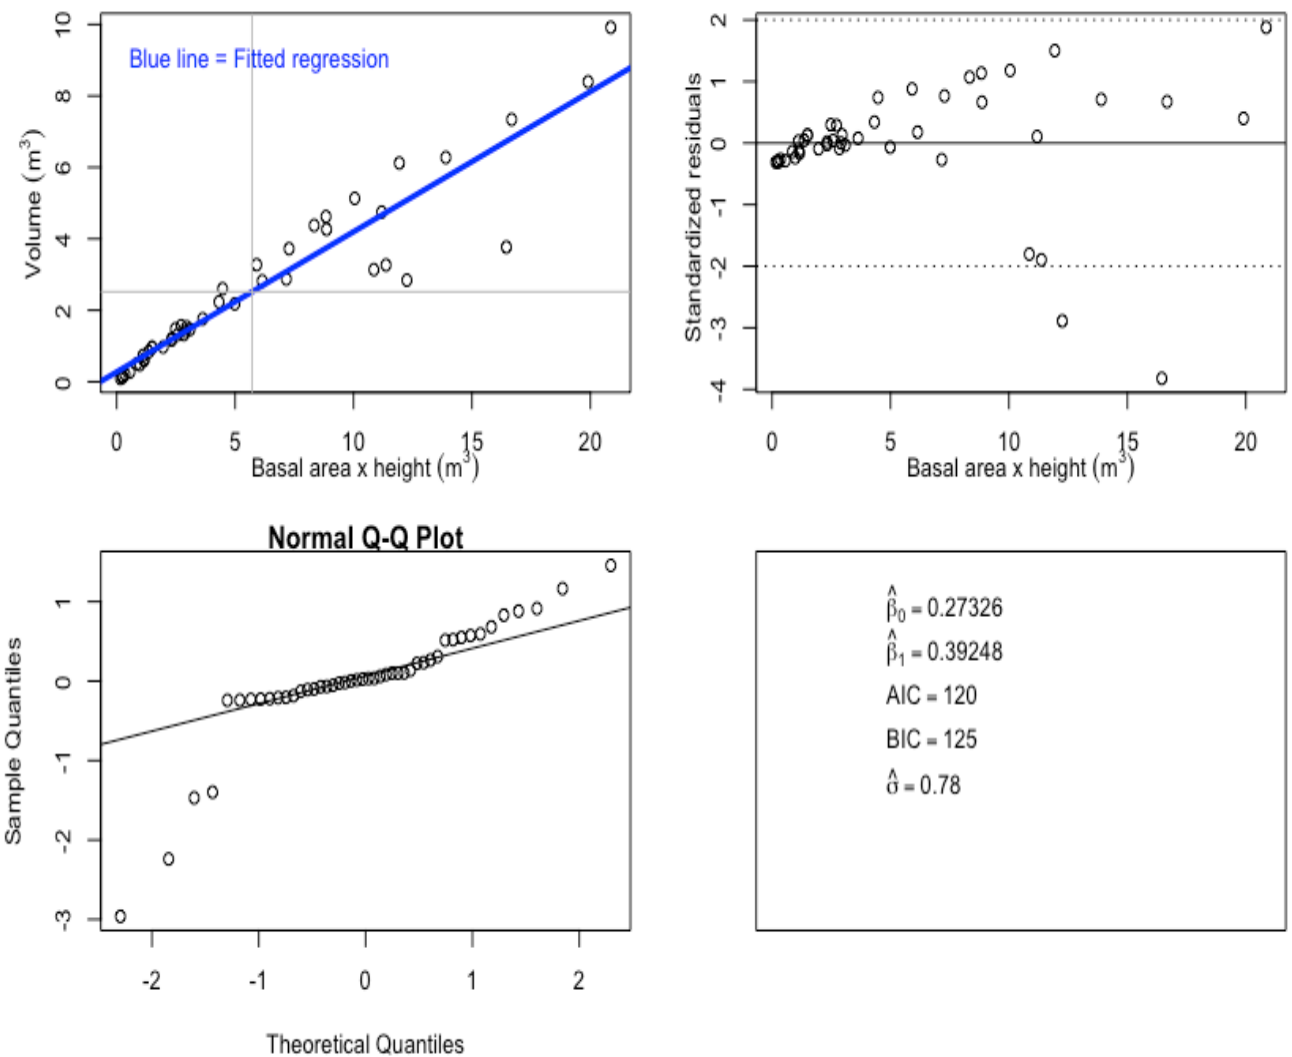 Blue line = Fitted regression
Volume (m³)
0 2 4 6 8 10
0 5 10 15 20
Basal area x height (m³)
Standardized residuals
-4 -3 -2 -1 0 1 2
0 5 10 15 20
Basal area x height (m³)
Normal Q-Q Plot
Sample Quantiles
-3 -2 -1 0 1
-2 -1 0 1 2
Theoretical Quantiles
β̂₀ = 0.27326
β̂₁ = 0.39248
AIC = 120
BIC = 125
σ̂ = 0.78